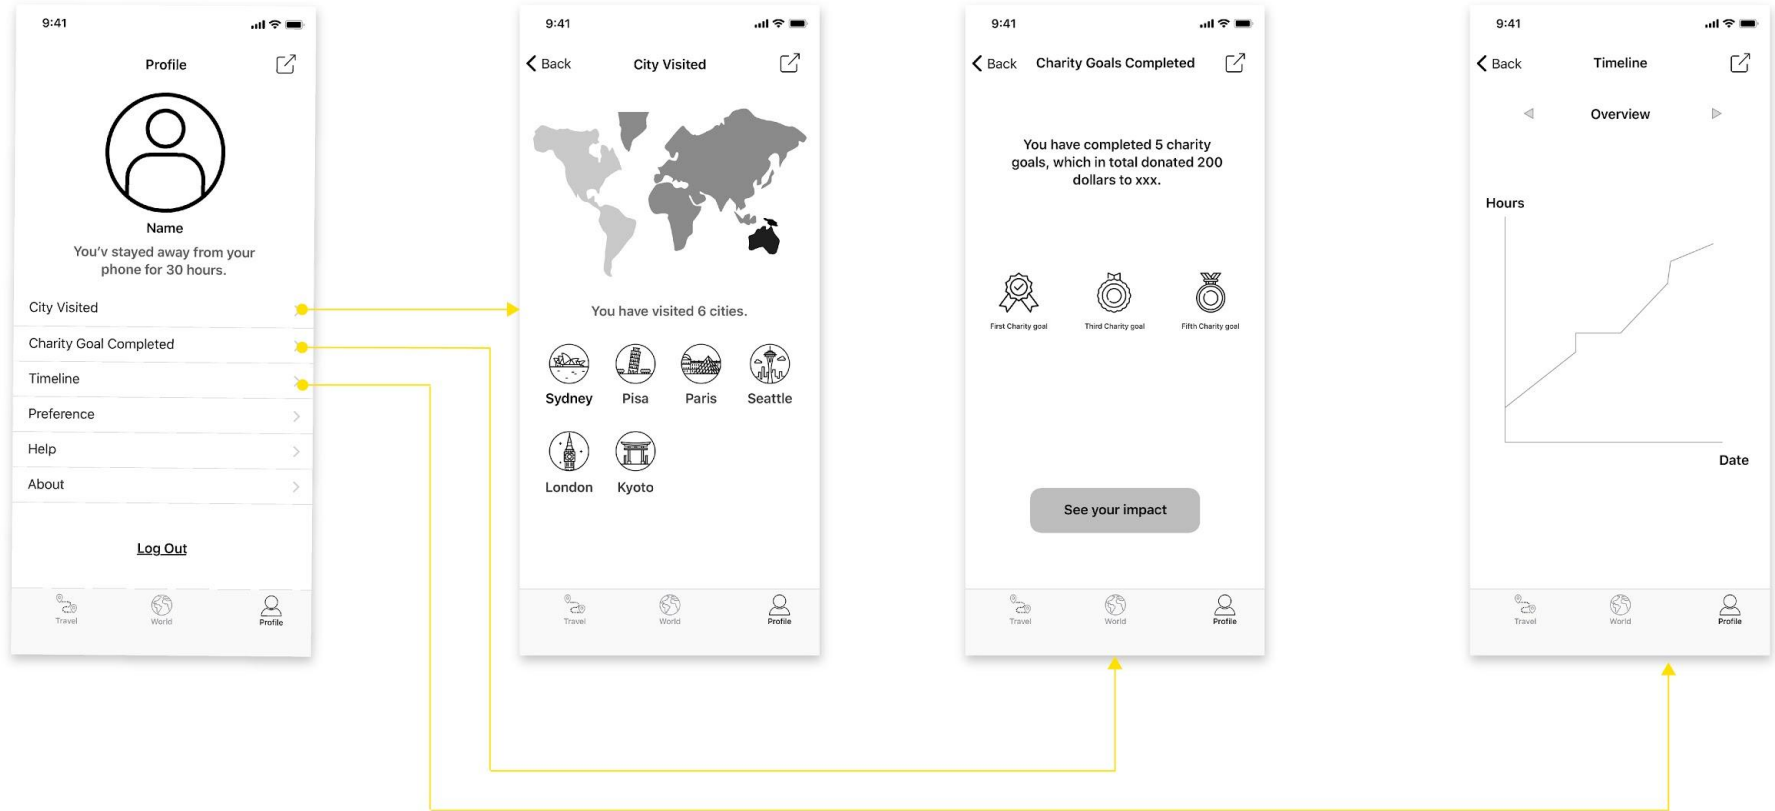 9:41
Profile
Name
You'v stayed away from your
phone for 30 hours.
City Visited
Charity Goal Completed
Timeline
Preference
Help
About
Log Out
Travel
World
Profile
9:41
Back
City Visited
You have visited 6 cities.
Sydney
Pisa
Paris
Seattle
London
Kyoto
Travel
World
Profile
9:41
Back
Charity Goals Completed
You have completed 5 charity
goals, which in total donated 200
dollars to xxx.
First Charity goal
Third Charity goal
Fifth Charity goal
See your impact
Travel
World
Profile
9:41
Back
Timeline
Overview
Hours
Date
Travel
World
Profile